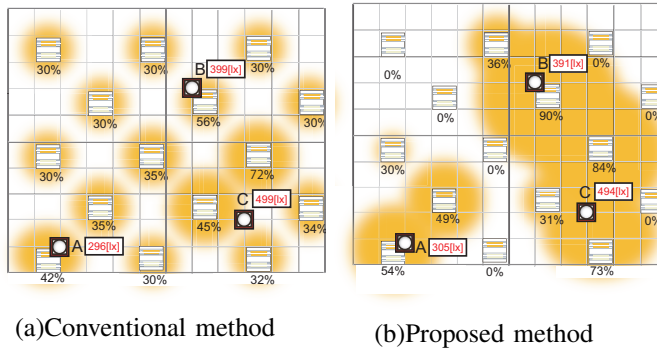 30% 30% 30%
B 399[lx]
30% 56% 30%
30% 35% 72%
C 499[lx]
35% 45% 34%
A 296[lx]
42% 30% 32%
(a)Conventional method
0% 36% 0%
B 391[lx]
0% 90% 0%
30% 0% 84%
C 494[lx]
49% 31% 0%
A 305[lx]
54% 0% 73%
(b)Proposed method